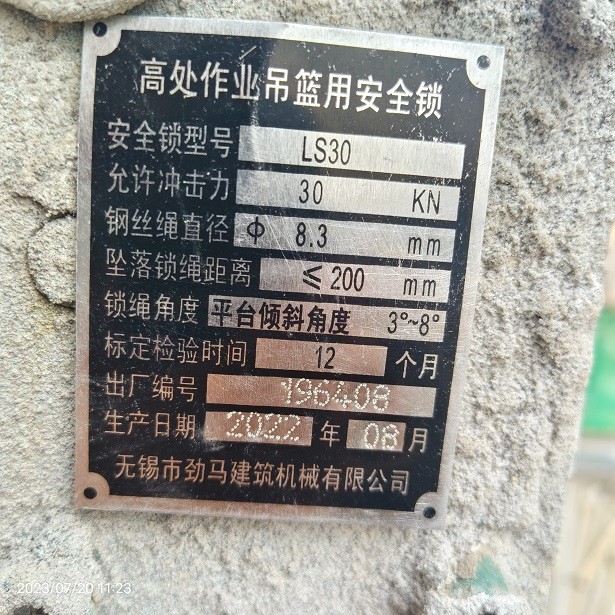 高处作业吊篮用安全锁
安全锁型号 LS30
允许冲击力 30 KN
钢丝绳直径 φ 8.3 mm
坠落锁绳距离 ≤200 mm
锁绳角度 平台倾斜角度 3°~8°
标定检验时间 12 个月
出厂编号 196408
生产日期 2022 年 08 月
无锡市劲马建筑机械有限公司
2023/07/20 11:23